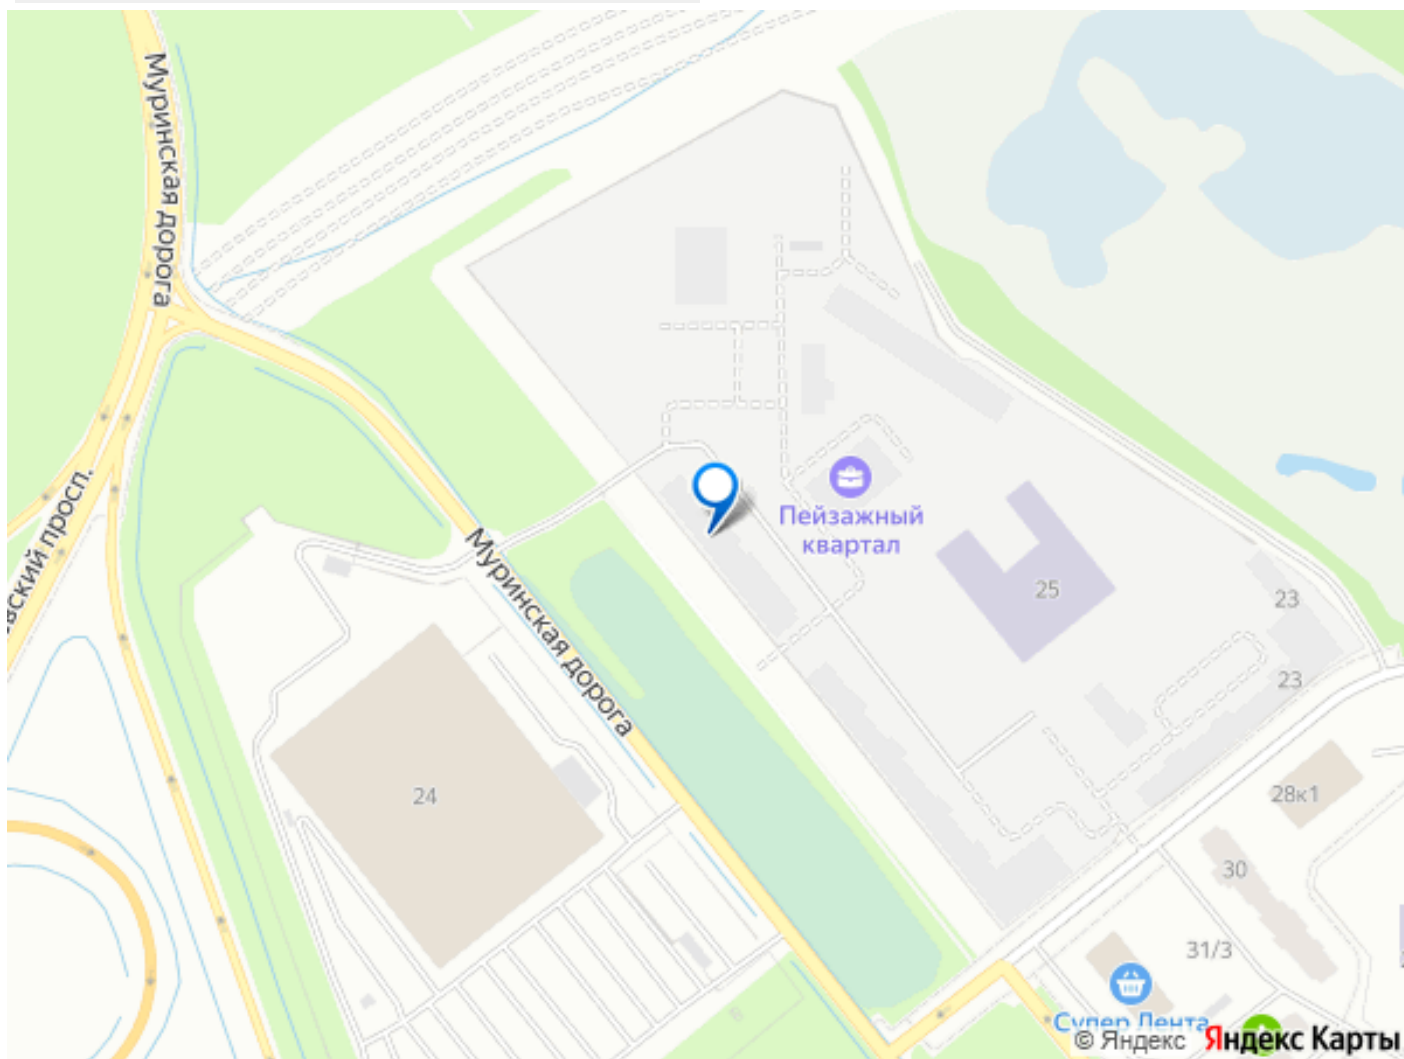 Муринская дорога
вский просп.
Муринская дорога
Пейзажный
квартал
25
23
23
24
28к1
30
31/3
Супер Лента
© Яндекс Яндекс Карты